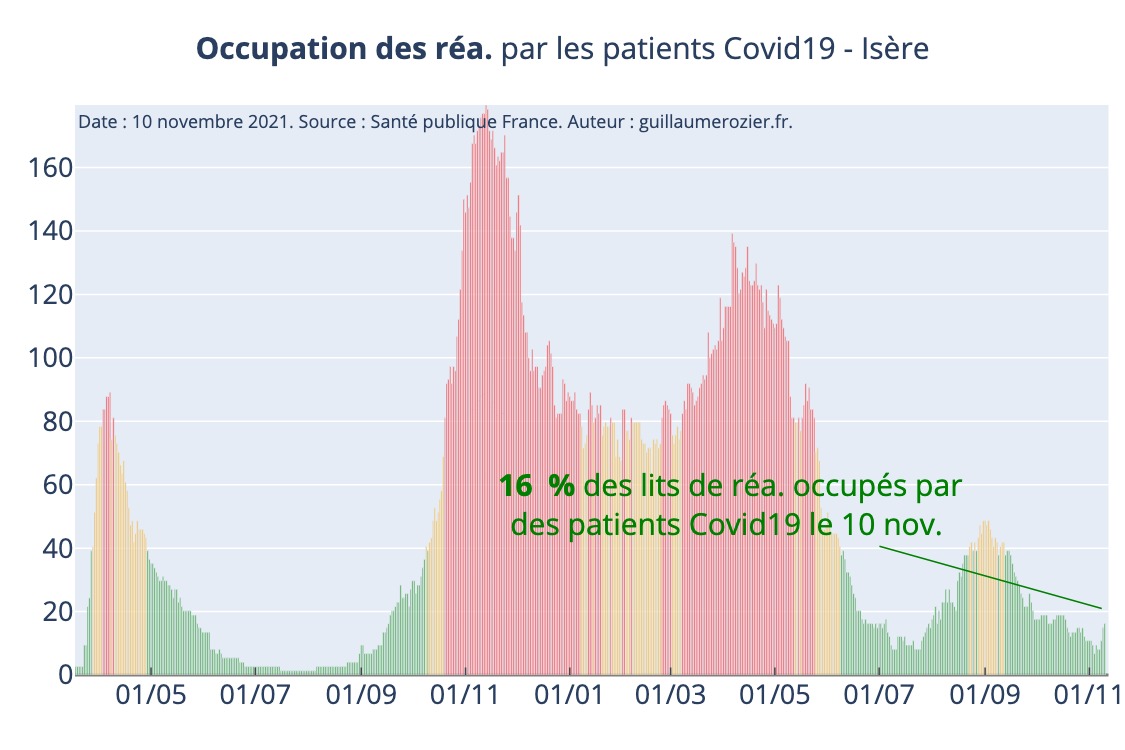 Occupation des réa. par les patients Covid19 - Isère
Date : 10 novembre 2021. Source : Santé publique France. Auteur : guillaumerozier.fr.
160
140
120
100
80
60
40
20
0
16 % des lits de réa. occupés par
des patients Covid19 le 10 nov.
01/05 01/07 01/09 01/11 01/01 01/03 01/05 01/07 01/09 01/11